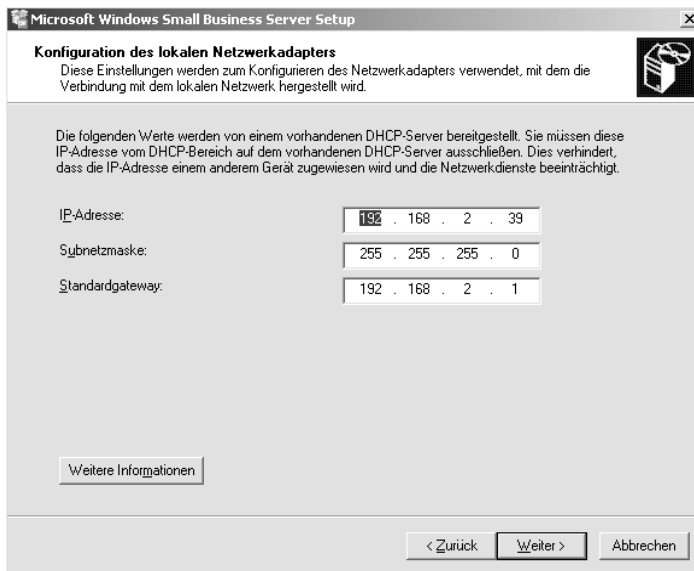 Microsoft Windows Small Business Server Setup
Konfiguration des lokalen Netzwerkadapters
Diese Einstellungen werden zum Konfigurieren des Netzwerkadapters verwendet, mit dem die
Verbindung mit dem lokalen Netzwerk hergestellt wird.
Die folgenden Werte werden von einem vorhandenen DHCP-Server bereitgestellt. Sie müssen diese
IP-Adresse vom DHCP-Bereich auf dem vorhandenen DHCP-Server ausschließen. Dies verhindert,
dass die IP-Adresse einem anderem Gerät zugewiesen wird und die Netzwerkdienste beeinträchtigt.
IP-Adresse: 192 . 168 . 2 . 39
Subnetzmaske: 255 . 255 . 255 . 0
Standardgateway: 192 . 168 . 2 . 1
Weitere Informationen
< Zurück Weiter > Abbrechen